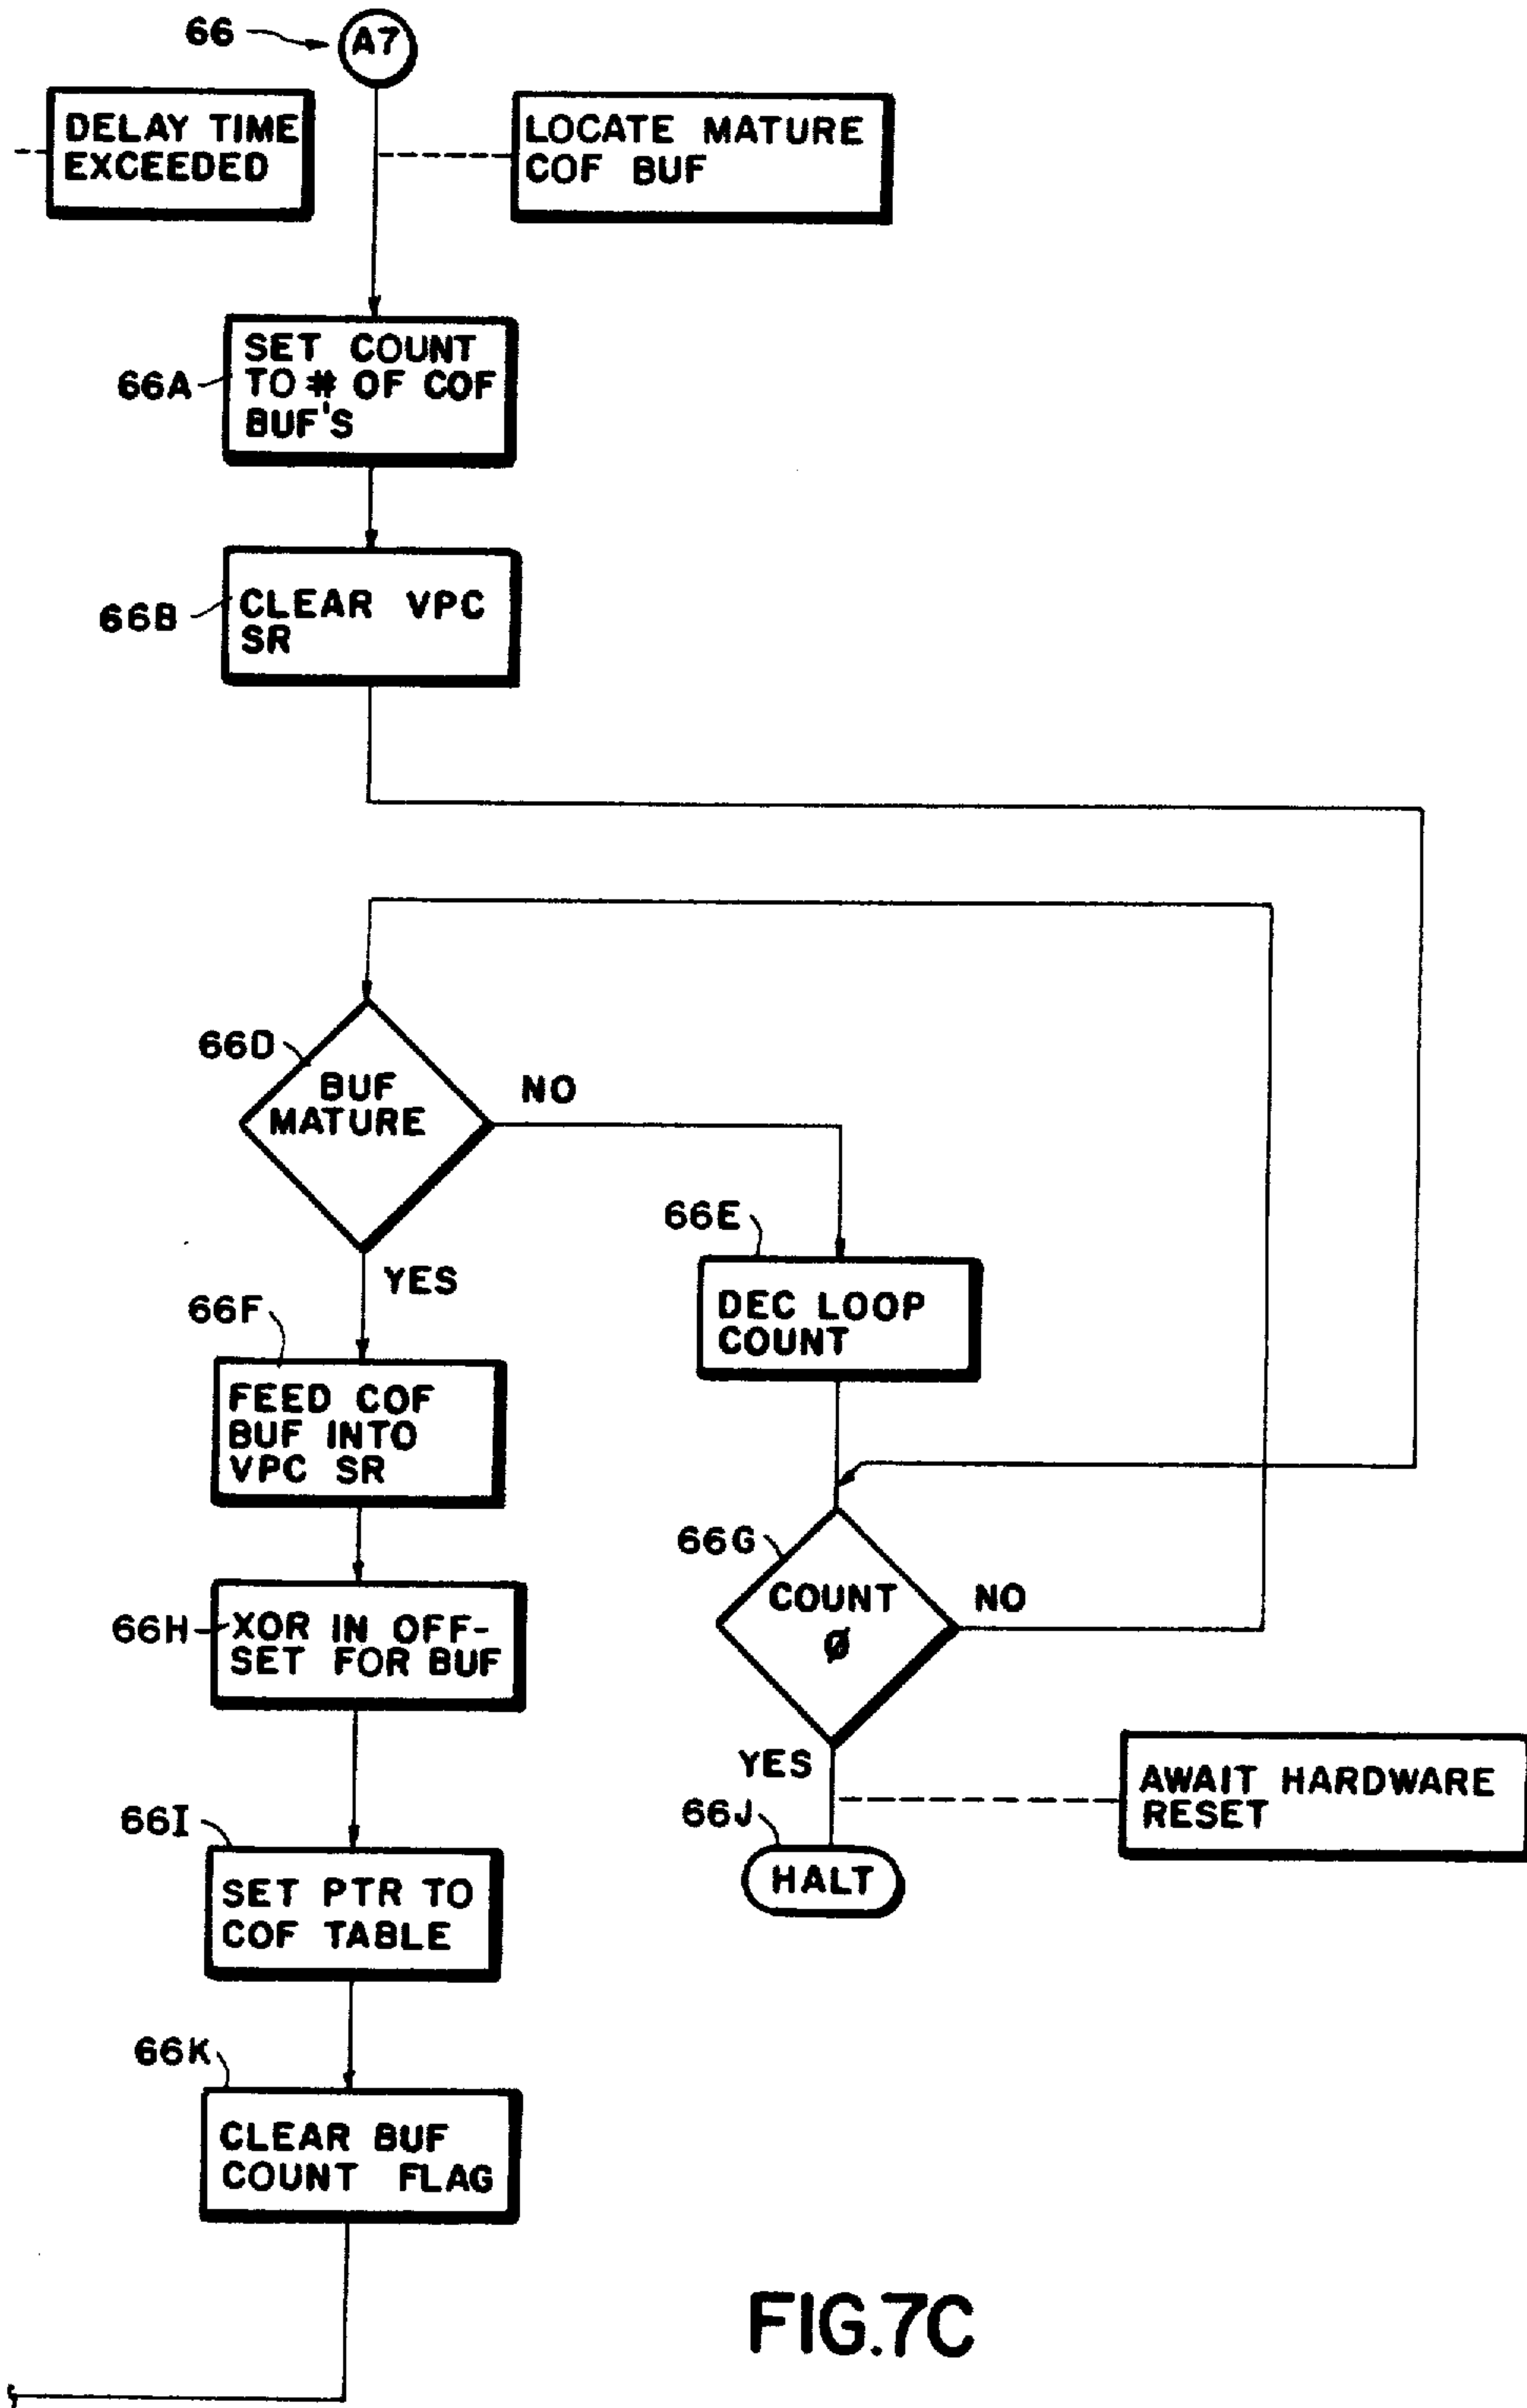 66
A7
DELAY TIME
EXCEEDED
LOCATE MATURE
COF BUF
66A
SET COUNT
TO # OF COF
BUF'S
66B
CLEAR VPC
SR
66D
BUF
MATURE
NO
YES
66E
DEC LOOP
COUNT
66F
FEED COF
BUF INTO
VPC SR
66G
COUNT
Ø
NO
YES
66H
XOR IN OFF-
SET FOR BUF
AWAIT HARDWARE
RESET
66I
SET PTR TO
COF TABLE
66J
HALT
66K
CLEAR BUF
COUNT FLAG
FIG.7C